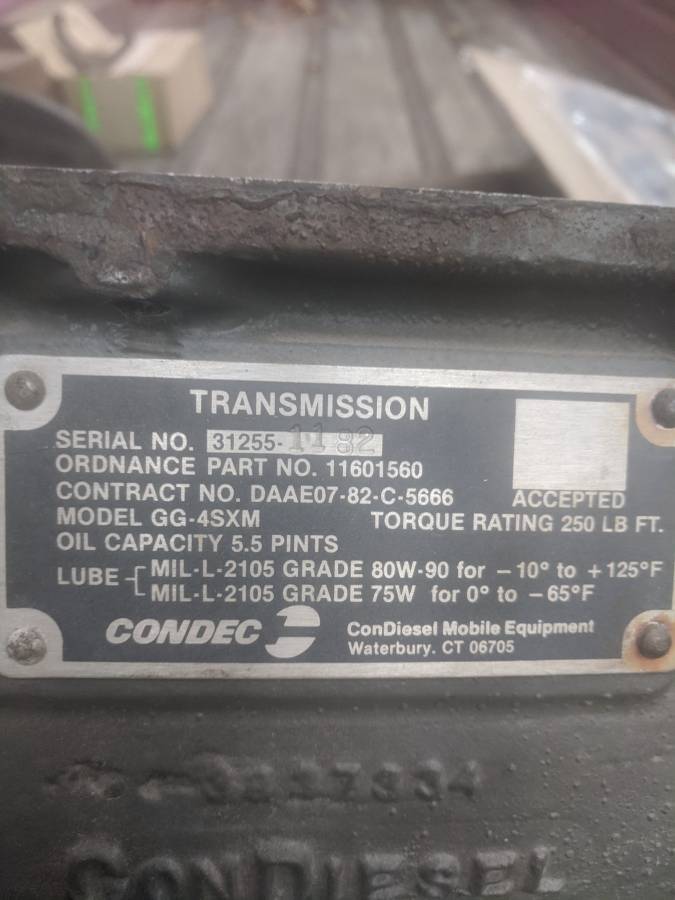 TRANSMISSION
SERIAL NO. 31255-1182
ORDNANCE PART NO. 11601560
CONTRACT NO. DAAE07-82-C-5666
ACCEPTED
MODEL GG-4SXM TORQUE RATING 250 LB FT.
OIL CAPACITY 5.5 PINTS
LUBE MIL-L-2105 GRADE 80W-90 for -10° to +125°F
MIL-L-2105 GRADE 75W for 0° to -65°F
CONDEC ConDiesel Mobile Equipment
Waterbury. CT 06705
CONDIESEL